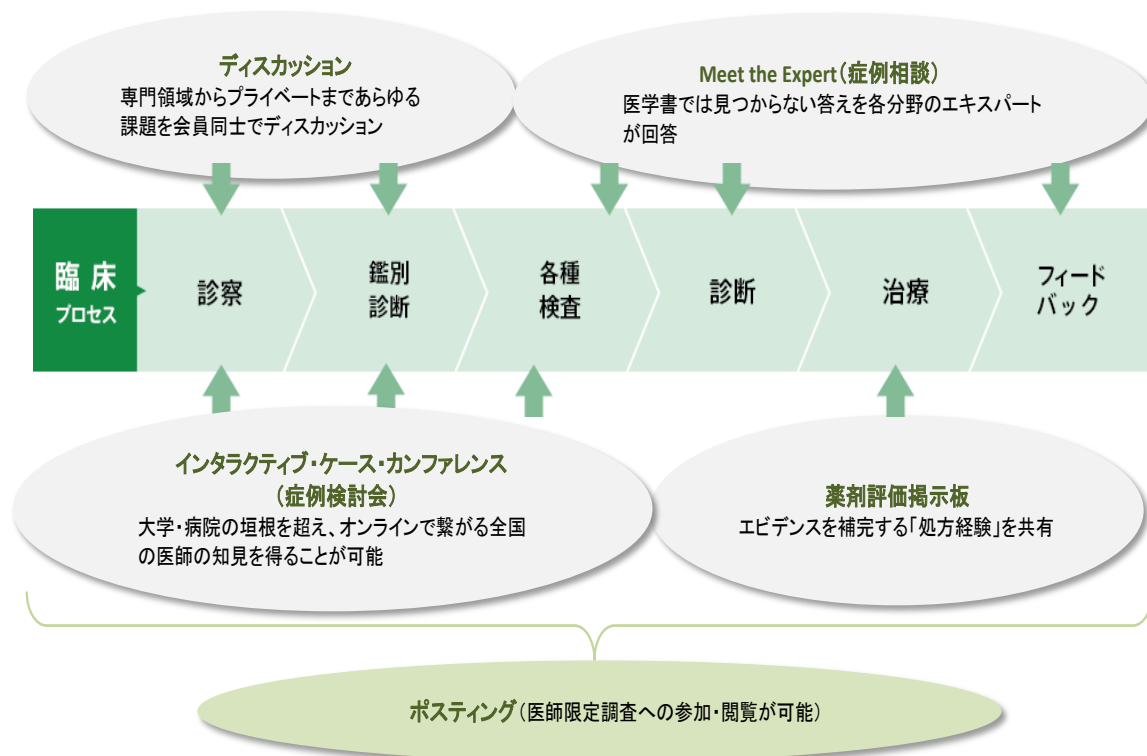 ディスカッション
専門領域からプライベートまであらゆる
課題を会員同士でディスカッション
Meet the Expert(症例相談)
医学書では見つからない答えを各分野のエキスパート
が回答
臨床
プロセス
診察
鑑別
診断
各種
検査
診断
治療
フィード
バック
インタラクティブ・ケース・カンファレンス
(症例検討会)
大学・病院の垣根を超え、オンラインで繋がる全国
の医師の知見を得ることが可能
薬剤評価掲示板
エビデンスを補完する「処方経験」を共有
ポスティング(医師限定調査への参加・閲覧が可能)